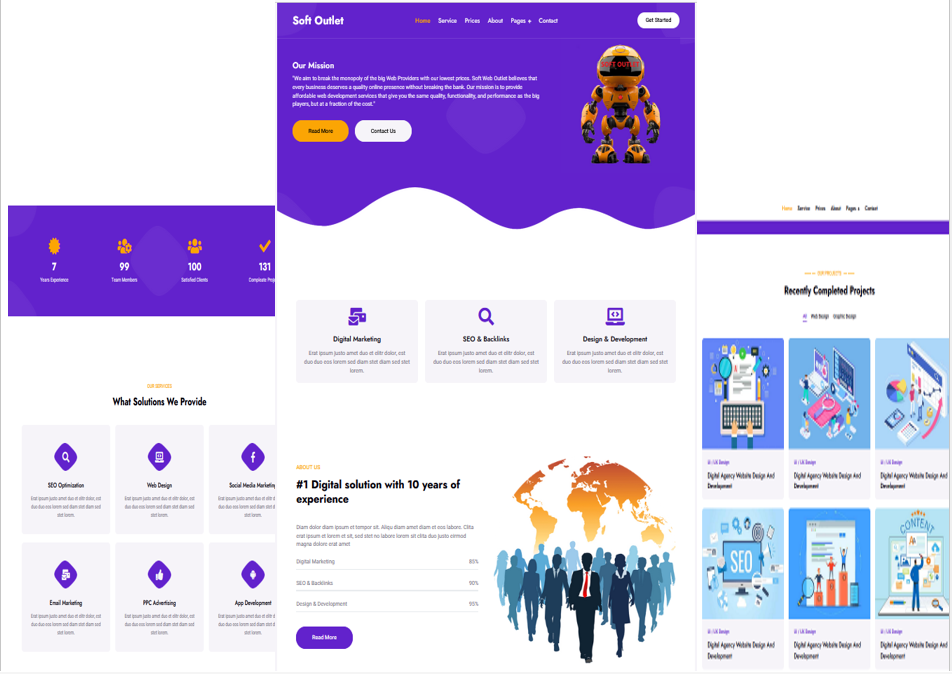 Soft Outlet
Home Service Prices About Pages Contact
Get Started
Our Mission
"We aim to break the monopoly of the big Web Providers with our lowest prices. Soft Web Outlet believes that
every business deserves a quality online presence without breaking the bank. Our mission is to provide
affordable web development services that give you the same quality, functionality, and performance as the big
players, but at a fraction of the cost."
Read More
Contact Us
SOFT OUTLET
7
Years Experience
99
Team Members
100
Satisfied Clients
131
OUR SERVICES
What Solutions We Provide
SEO Optimization
Erat ipsum justo amet duo et elitr dolor, est
duo duo eos lorem sed diam stet diam sed
stet lorem.
Web Design
Erat ipsum justo amet duo et elitr dolor, est
duo duo eos lorem sed diam stet diam sed
stet lorem.
Social Media Marketing
Erat ipsum justo amet duo et
duo duo eos lorem sed diam
stet lorem.
Email Marketing
Erat ipsum justo amet duo et elitr dolor, est
duo duo eos lorem sed diam stet diam sed
stet lorem.
PPC Advertising
Erat ipsum justo amet duo et elitr dolor, est
duo duo eos lorem sed diam stet diam sed
stet lorem.
App Development
Erat ipsum justo amet duo et
duo duo eos lorem sed diam
stet lorem.
Digital Marketing
Erat ipsum justo amet duo et elitr dolor, est
duo duo eos lorem sed diam stet diam sed
lorem.
SEO & Backlinks
Erat ipsum justo amet duo et elitr dolor, est
duo duo eos lorem sed diam stet diam sed
lorem.
Design & Development
Erat ipsum justo amet duo et elitr dolor, est
duo duo eos lorem sed diam stet diam sed
lorem.
ABOUT US
#1 Digital solution with 10 years of
experience
Diam dolor diam ipsum et tempor sit. Aliqu diam amet diam et eos labore. Clita
erat ipsum et lorem et sit, sed stet no labore lorem sit clita duo justo eirmod
magna dolore erat amet
Digital Marketing 85%
SEO & Backlinks 90%
Design & Development 95%
Read More
Home Service Prices About Pages Contact
OUR PROJECTS
Recently Completed Projects
All Web Design Graphic Design
UI / UX Design
Digital Agency Website Design And
Development
UI / UX Design
Digital Agency Website Design And
Development
UI / UX Design
Digital Agency Website Design And
Development
SEO
CONTENT
UI / UX Design
Digital Agency Website Design And
Development
UI / UX Design
Digital Agency Website Design And
Development
UI / UX Design
Digital Agency Website Design And
Development